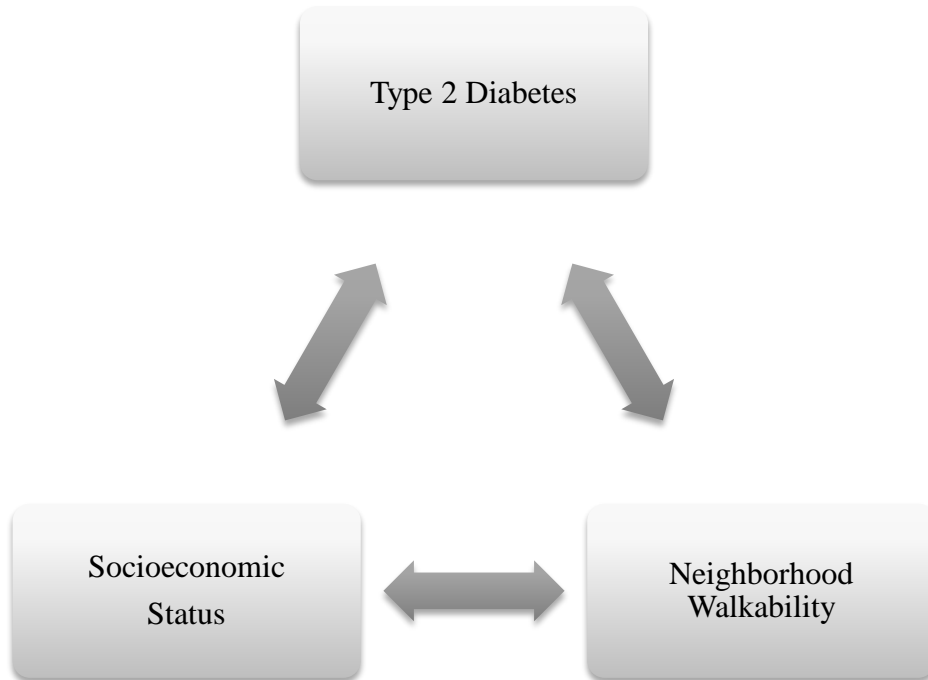 Type 2 Diabetes
Socioeconomic
Status
Neighborhood
Walkability